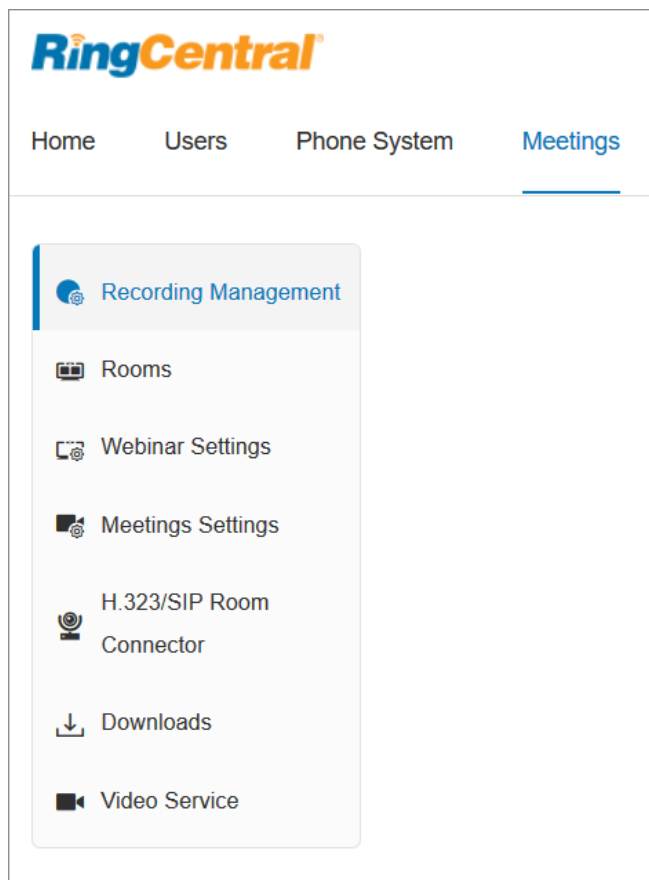 RingCentral®
Home Users Phone System Meetings
Recording Management
Rooms
Webinar Settings
Meetings Settings
H.323/SIP Room
Connector
Downloads
Video Service